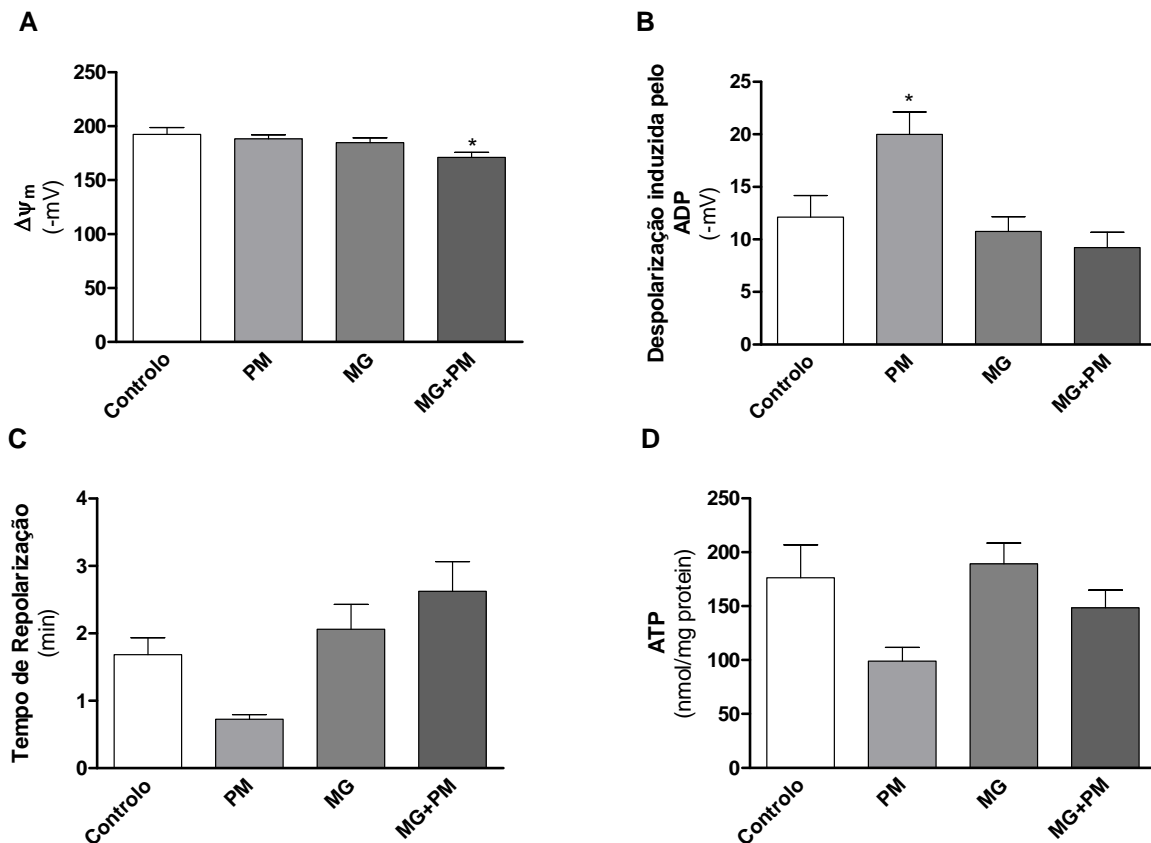 A
250
200
150
100
50
0
ΔΨm
(-mV)
*
Controlo
PM
MG
MG+PM
B
25
20
15
10
5
0
Despolarização induzida pelo
ADP
(-mV)
*
Controlo
PM
MG
MG+PM
C
4
3
2
1
0
Tempo de Repolarização
(min)
Controlo
PM
MG
MG+PM
D
250
200
150
100
50
0
ATP
(nmol/mg protein)
Controlo
PM
MG
MG+PM